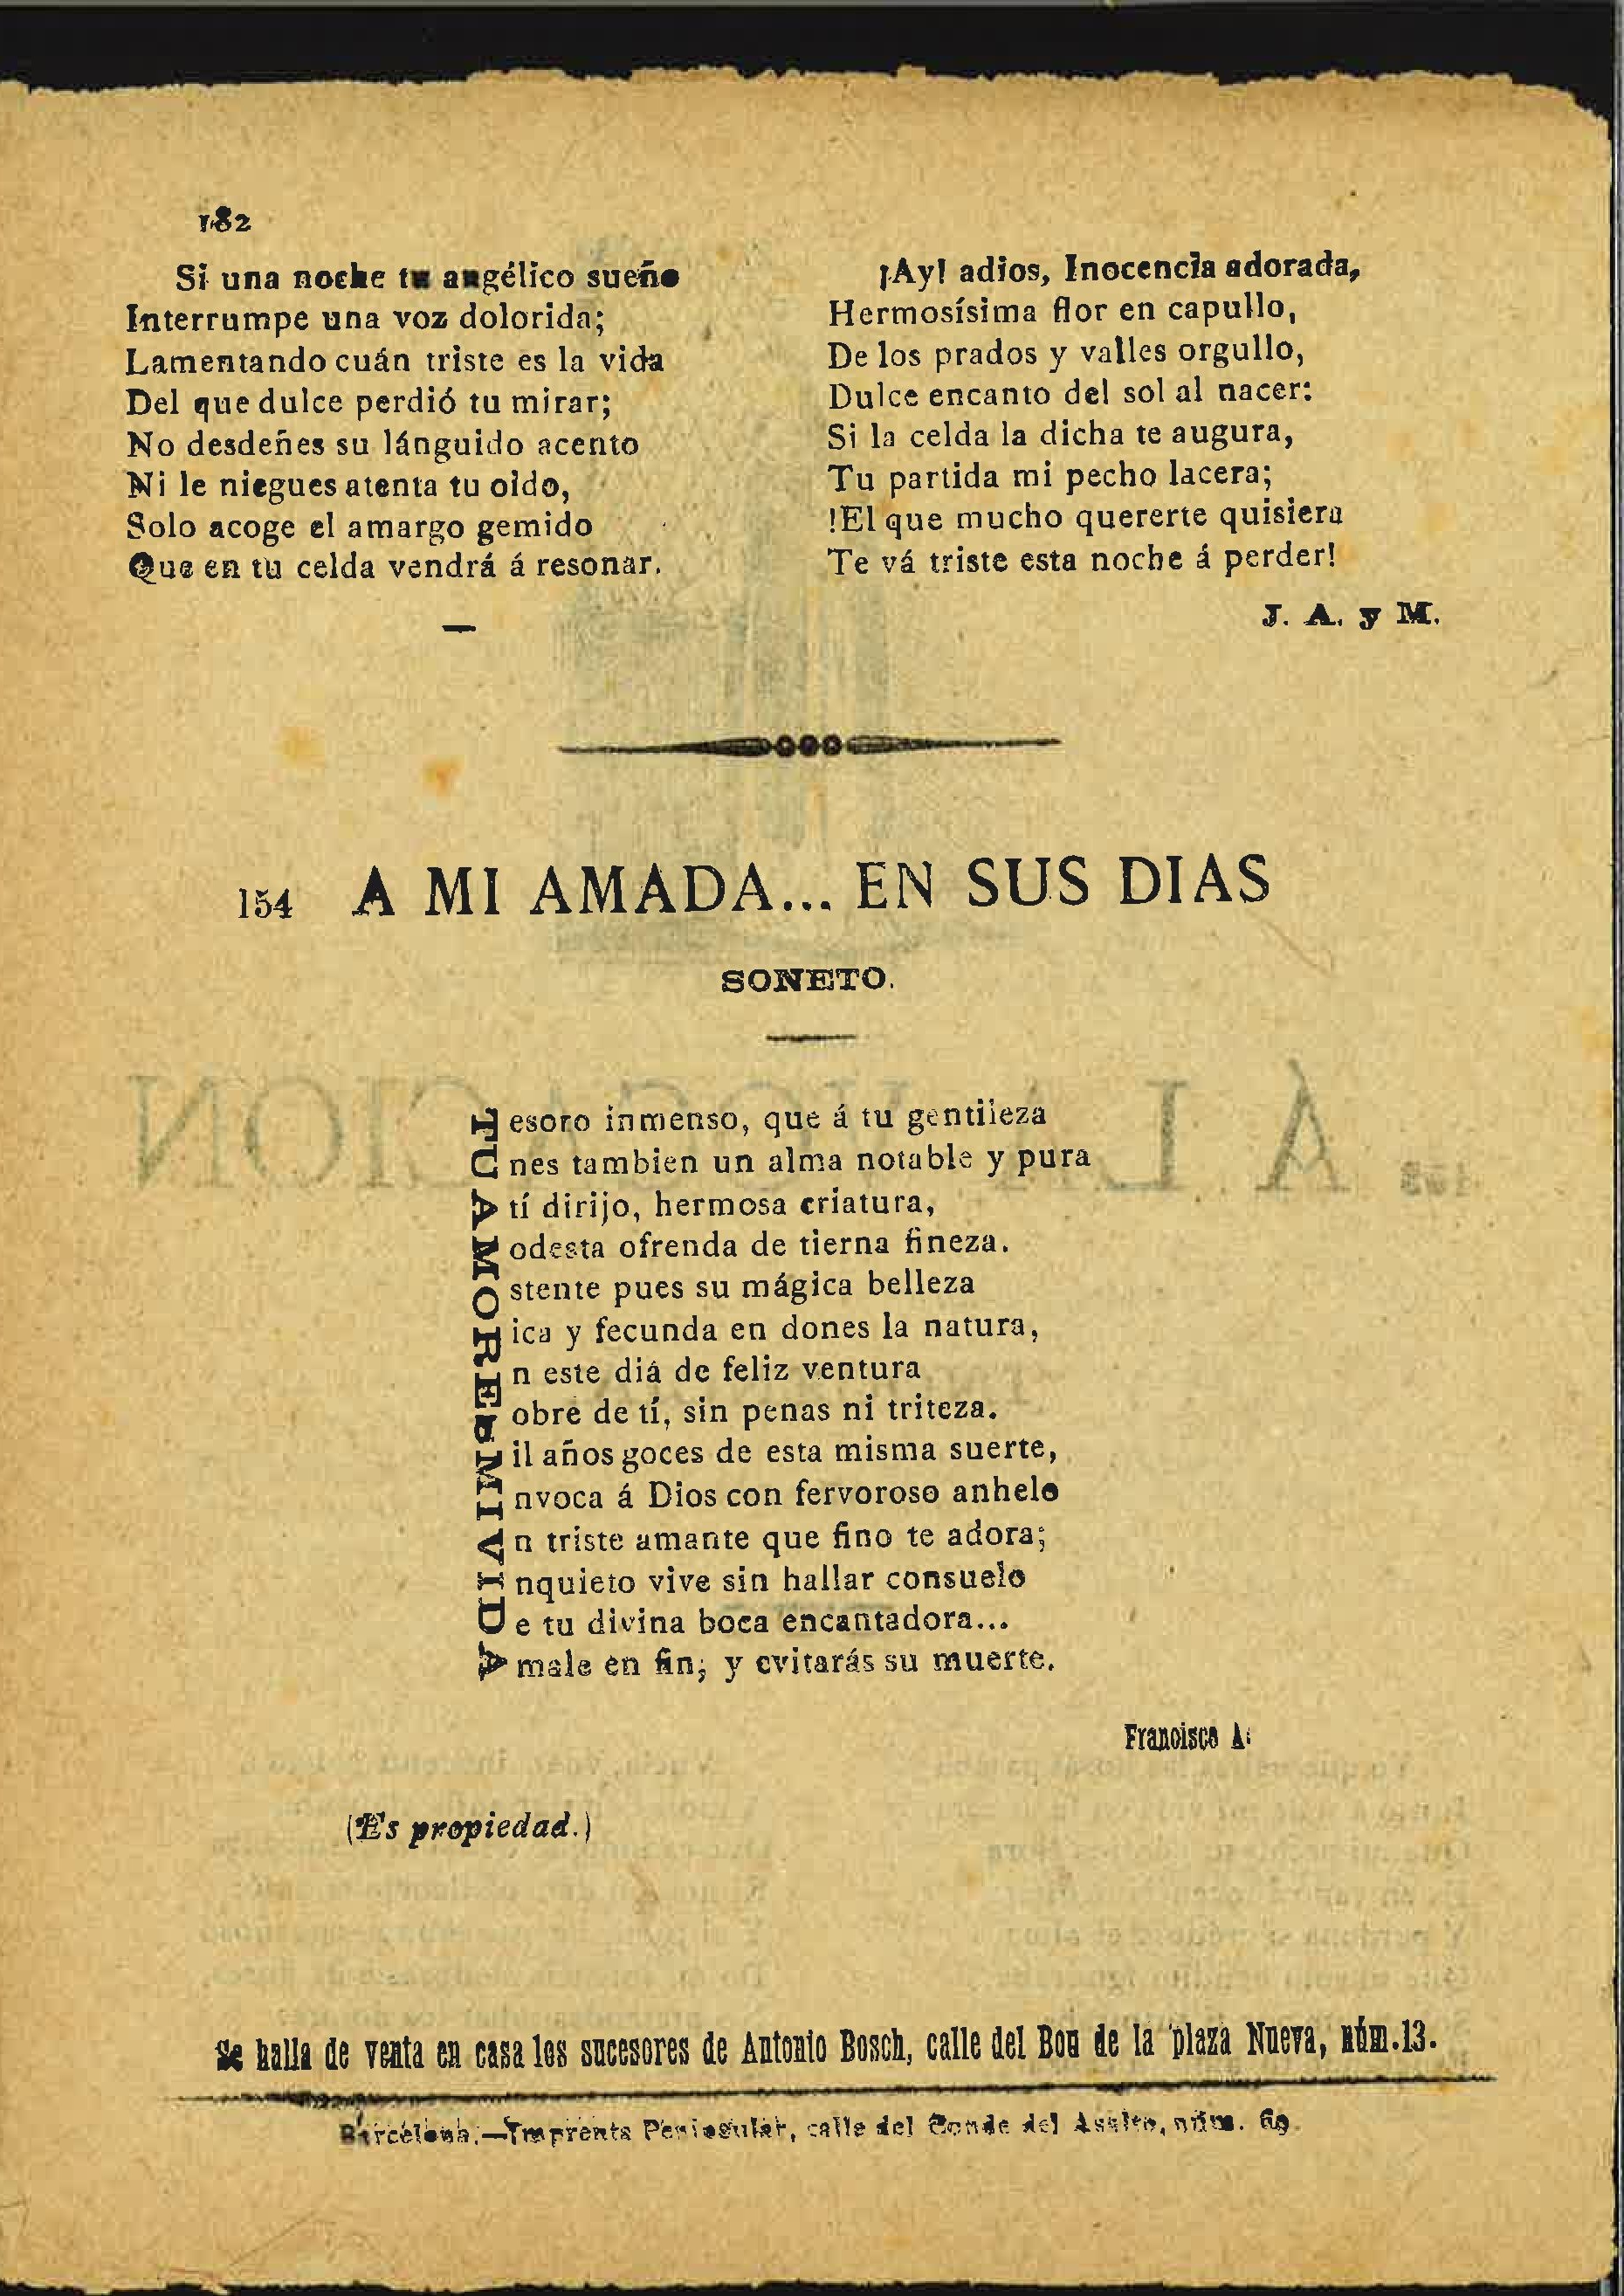 182
Si una noche tu angélico sueño
Interrumpe una voz dolorida;
Lamentando cuán triste es la vida
Del que dulce perdió tu mirar;
No desdeñes su lánguido acento
Ni le niegues atenta tu oido,
Solo acoge el amargo gemido
Que en tu celda vendrá á resonar.
¡Ay! adios, Inocencia adorada,
Hermosísima flor en capullo,
De los prados y valles orgullo,
Dulce encanto del sol al nacer:
Si la celda la dicha te augura,
Tu partida mi pecho lacera;
!El que mucho quererte quisiera
Te vá triste esta noche á perder!
J. A. y M.
154 A MI AMADA... EN SUS DIAS
SONETO.
Tesoro inmenso, que á tu gentileza
Unes tambien un alma notable y pura
A tí dirijo, hermosa criatura,
Modesta ofrenda de tierna fineza.
Ostente pues su mágica belleza
Rica y fecunda en dones la natura,
En este diá de feliz ventura
obre de tí, sin penas ni triteza.
Mil años goces de esta misma suerte,
Invoca á Dios con fervoroso anhelo
Vn triste amante que fino te adora;
Inquieto vive sin hallar consuelo
De tu divina boca encantadora...
Amale en fin; y evitarás su muerte.
Francisco A.
(Es propiedad.)
Se halla de venta en casa los sucesores de Antonio Bosch, calle del Bou de la plaza Nueva, núm.13.
Barcelona.—Imprenta Peninsular, calle del Conde del Asalto, núm. 69.